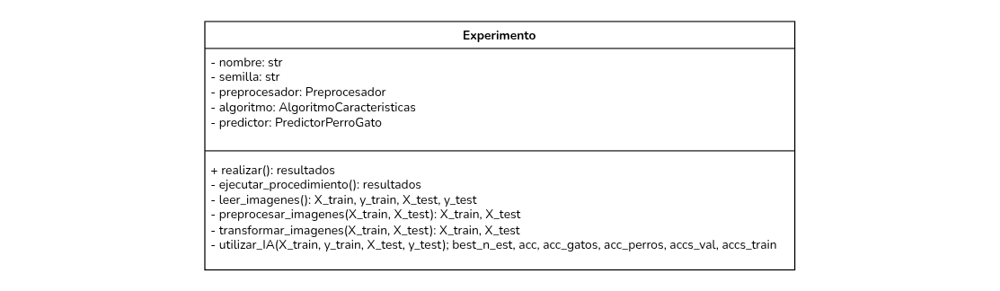 Experimento
- nombre: str
- semilla: str
- preprocesador: Preprocesador
- algoritmo: AlgoritmoCaracteristicas
- predictor: PredictorPerroGato
+ realizar(): resultados
- ejecutar_procedimiento(): resultados
- leer_imagenes(): X_train, y_train, X_test, y_test
- preprocesar_imagenes(X_train, X_test): X_train, X_test
- transformar_imagenes(X_train, X_test): X_train, X_test
- utilizar_IA(X_train, y_train, X_test, y_test); best_n_est, acc, acc_gatos, acc_perros, accs_val, accs_train